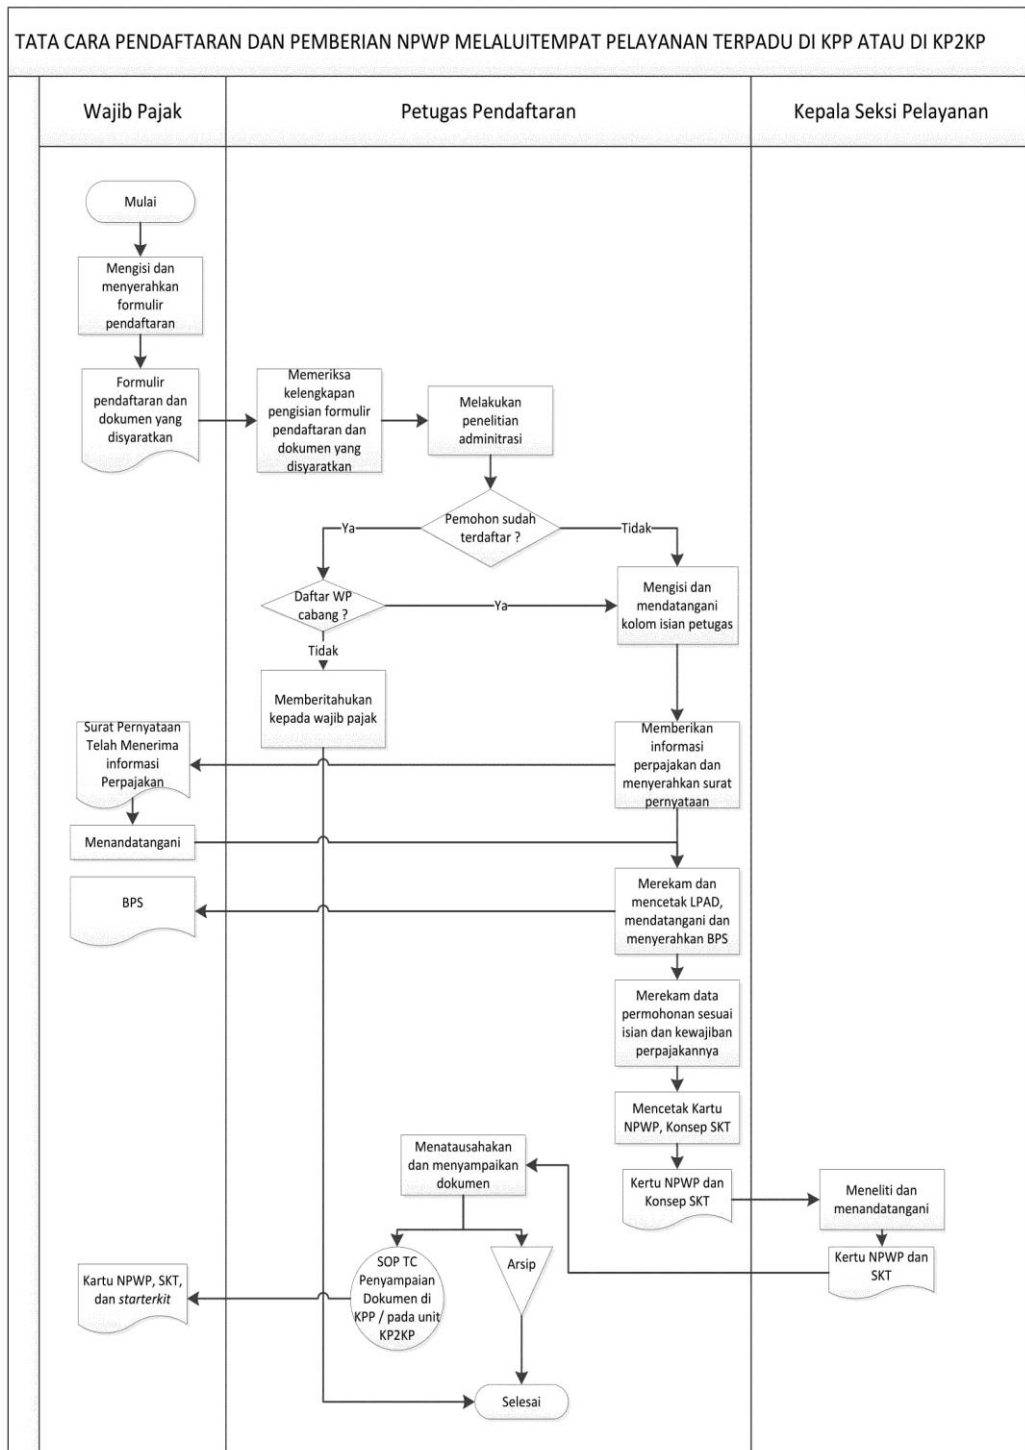 TATA CARA PENDAFTARAN DAN PEMBERIAN NPWP MELALUITEMPAT PELAYANAN TERPADU DI KPP ATAU DI KP2KP
Wajib Pajak
Petugas Pendaftaran
Kepala Seksi Pelayanan
Mulai
Mengisi dan
menyerahkan
formulir
pendaftaran
Formulir
pendaftaran dan
dokumen yang
disyaratkan
Memeriksa
kelengkapan
pengisian formulir
pendaftaran dan
dokumen yang
disyaratkan
Melakukan
penelitian
adminitrasi
Pemohon sudah
terdaftar ?
Ya
Tidak
Daftar WP
cabang ?
Ya
Tidak
Mengisi dan
mendatangani
kolom isian petugas
Memberitahukan
kepada wajib pajak
Memberikan
informasi
perpajakan dan
menyerahkan surat
pernyataan
Surat Pernyataan
Telah Menerima
informasi
Perpajakan
Menandatangani
Merekam dan
mencetak LPAD,
mendatangani dan
menyerahkan BPS
BPS
Merekam data
permohonan sesuai
isian dan kewajiban
perpajakannya
Mencetak Kartu
NPWP, Konsep SKT
Kertu NPWP dan
Konsep SKT
Meneliti dan
menandatangani
Kertu NPWP dan
SKT
Menatausahakan
dan menyampaikan
dokumen
SOP TC
Penyampaian
Dokumen di
KPP / pada unit
KP2KP
Arsip
Kartu NPWP, SKT,
dan starterkit
Selesai